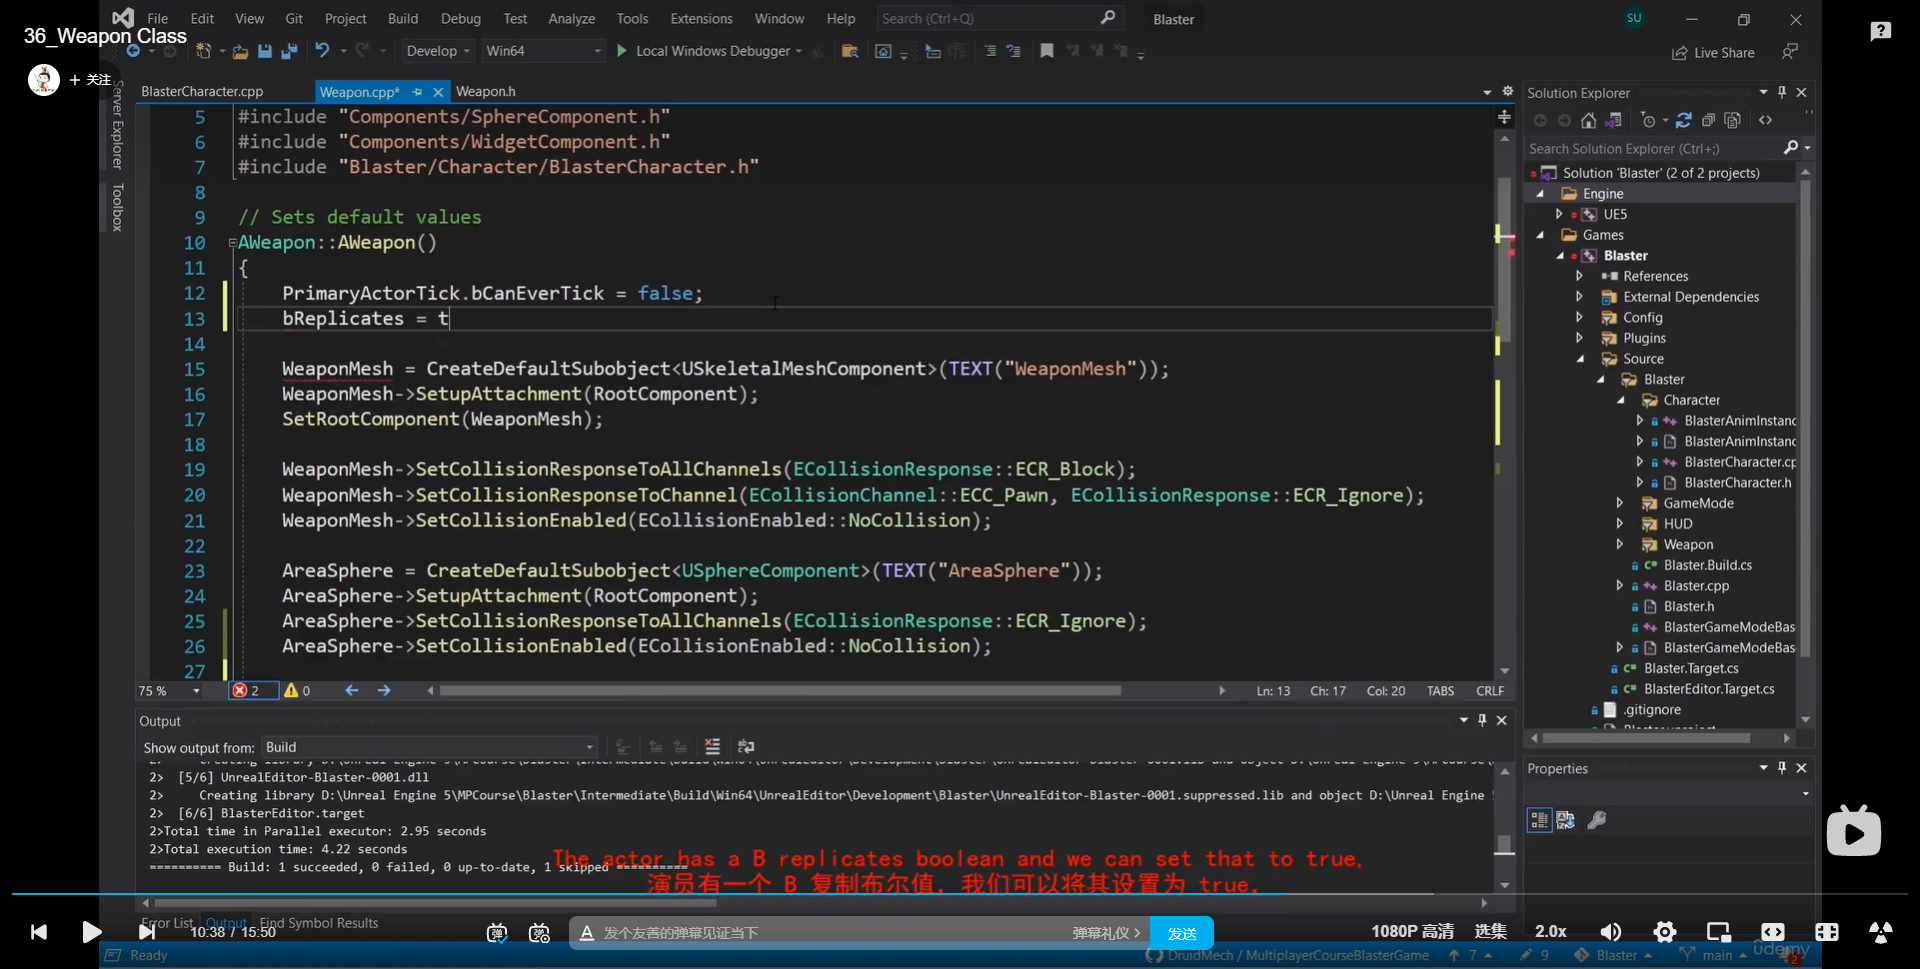 File Edit View Git Project Build Debug Test Analyze Tools Extensions Window Help Search (Ctrl+Q) Blaster SU
36_Weapon Class
Develop Win64 Local Windows Debugger Live Share
+ 关注
BlasterCharacter.cpp Weapon.cpp* Weapon.h
Server Explorer
Toolbox
5 #include "Components/SphereComponent.h"
6 #include "Components/WidgetComponent.h"
7 #include "Blaster/Character/BlasterCharacter.h"
8
9 // Sets default values
10 AWeapon::AWeapon()
11 {
12 PrimaryActorTick.bCanEverTick = false;
13 bReplicates = t
14
15 WeaponMesh = CreateDefaultSubobject<USkeletalMeshComponent>(TEXT("WeaponMesh"));
16 WeaponMesh->SetupAttachment(RootComponent);
17 SetRootComponent(WeaponMesh);
18
19 WeaponMesh->SetCollisionResponseToAllChannels(ECollisionResponse::ECR_Block);
20 WeaponMesh->SetCollisionResponseToChannel(ECollisionChannel::ECC_Pawn, ECollisionResponse::ECR_Ignore);
21 WeaponMesh->SetCollisionEnabled(ECollisionEnabled::NoCollision);
22
23 AreaSphere = CreateDefaultSubobject<USphereComponent>(TEXT("AreaSphere"));
24 AreaSphere->SetupAttachment(RootComponent);
25 AreaSphere->SetCollisionResponseToAllChannels(ECollisionResponse::ECR_Ignore);
26 AreaSphere->SetCollisionEnabled(ECollisionEnabled::NoCollision);
27
75 % 2 0 Ln: 13 Ch: 17 Col: 20 TABS CRLF
Solution Explorer
Search Solution Explorer (Ctrl+;)
Solution 'Blaster' (2 of 2 projects)
Engine
UE5
Games
Blaster
References
External Dependencies
Config
Plugins
Source
Blaster
Character
BlasterAnimInstanc
BlasterAnimInstanc
BlasterCharacter.cp
BlasterCharacter.h
GameMode
HUD
Weapon
Blaster.Build.cs
Blaster.cpp
Blaster.h
BlasterGameModeBas
BlasterGameModeBas
Blaster.Target.cs
BlasterEditor.Target.cs
.gitignore
Properties
Output
Show output from: Build
2> [5/6] UnrealEditor-Blaster-0001.dll
2> Creating library D:\Unreal Engine 5\MPCourse\Blaster\Intermediate\Build\Win64\UnrealEditor\Development\Blaster\UnrealEditor-Blaster-0001.suppressed.lib and object D:\Unreal Engine 5
2> [6/6] BlasterEditor.target
2>Total time in Parallel executor: 2.95 seconds
2>Total execution time: 4.22 seconds
========== Build: 1 succeeded, 0 failed, 0 up-to-date, 1 skipped ==========
The actor has a B replicates boolean and we can set that to true,
演员有一个 B 复制布尔值，我们可以将其设置为 true，
Error List Output Find Symbol Results
10:38 / 15:50 发个友善的弹幕见证当下 弹幕礼仪 > 发送 1080P 高清 选集 2.0x
Ready DruidMech / MultiplayerCourseBlasterGame 7 9 Blaster main 2
udemy